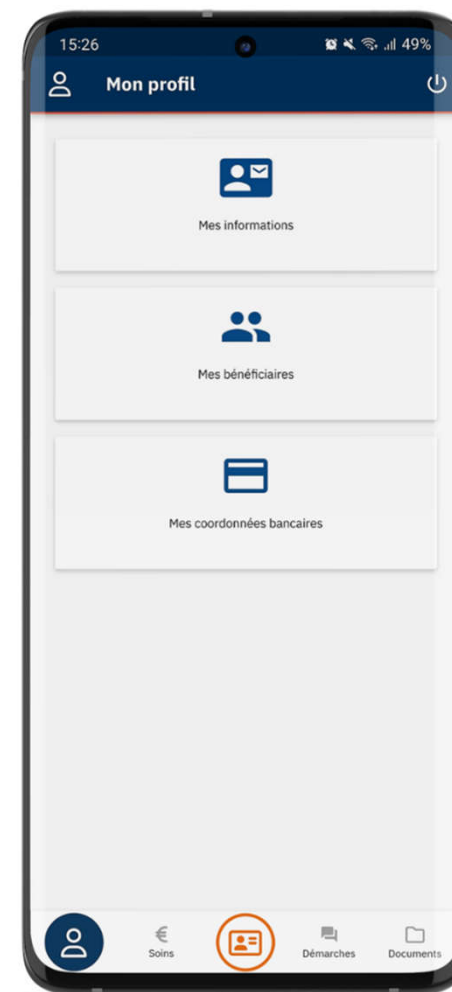 15:26 49%
Mon profil
Mes informations
Mes bénéficiaires
Mes coordonnées bancaires
€
Soins Démarches Documents